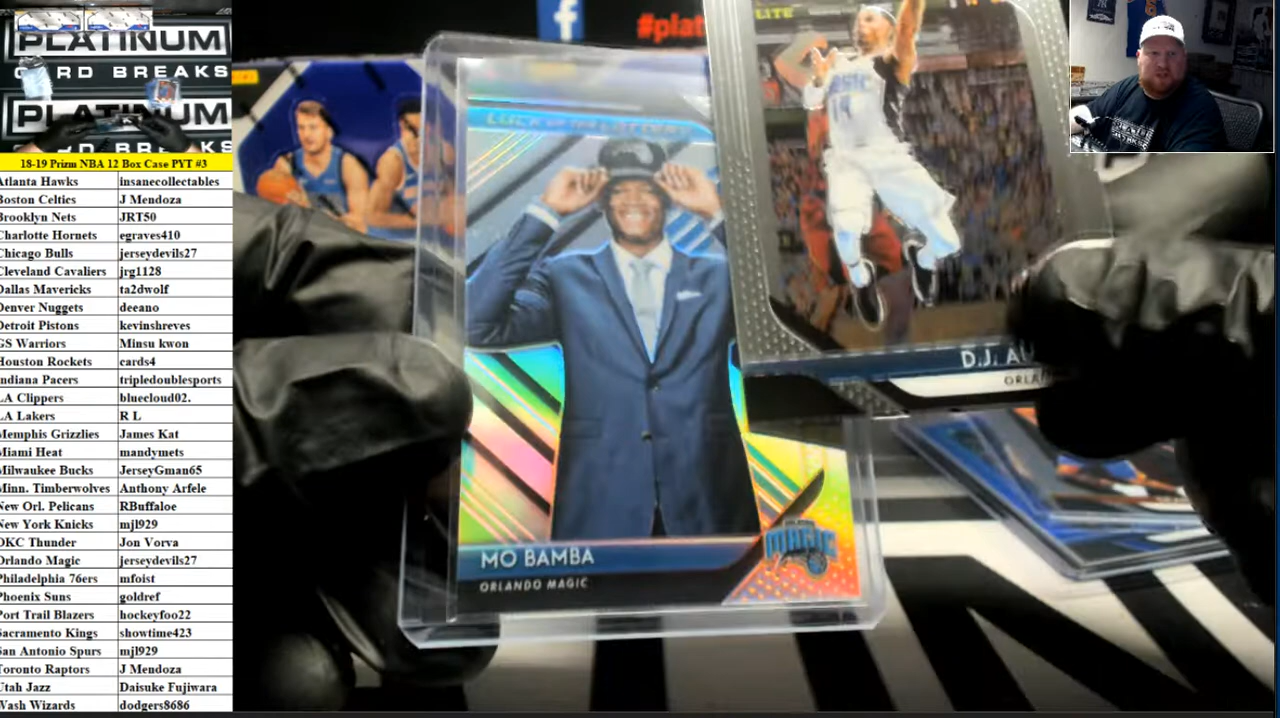 PLATINUM
CARD BREAKS
PLATINUM
18-19 Prizm NBA 12 Box Case PYT #3
Atlanta Hawks insanecollectables
Boston Celtics J Mendoza
Brooklyn Nets JRT50
Charlotte Hornets egraves410
Chicago Bulls jerseydevils27
Cleveland Cavaliers jrg1128
Dallas Mavericks ta2dwolf
Denver Nuggets deeano
Detroit Pistons kevinshreves
GS Warriors Minsu kwon
Houston Rockets cards4
Indiana Pacers tripledoublesports
LA Clippers bluecloud02.
LA Lakers R L
Memphis Grizzlies James Kat
Miami Heat mandymets
Milwaukee Bucks JerseyGman65
Minn. Timberwolves Anthony Arfele
New Orl. Pelicans RBuffaloe
New York Knicks mjl929
OKC Thunder Jon Vorva
Orlando Magic jerseydevils27
Philadelphia 76ers mfoist
Phoenix Suns goldref
Port Trail Blazers hockeyfoo22
Sacramento Kings showtime423
San Antonio Spurs mjl929
Toronto Raptors J Mendoza
Utah Jazz Daisuke Fujiwara
Wash Wizards dodgers8686
f
#plat
LUCK OF THE LOTTERY
MO BAMBA
ORLANDO MAGIC
MAGIC
D.J. AU
ORLA